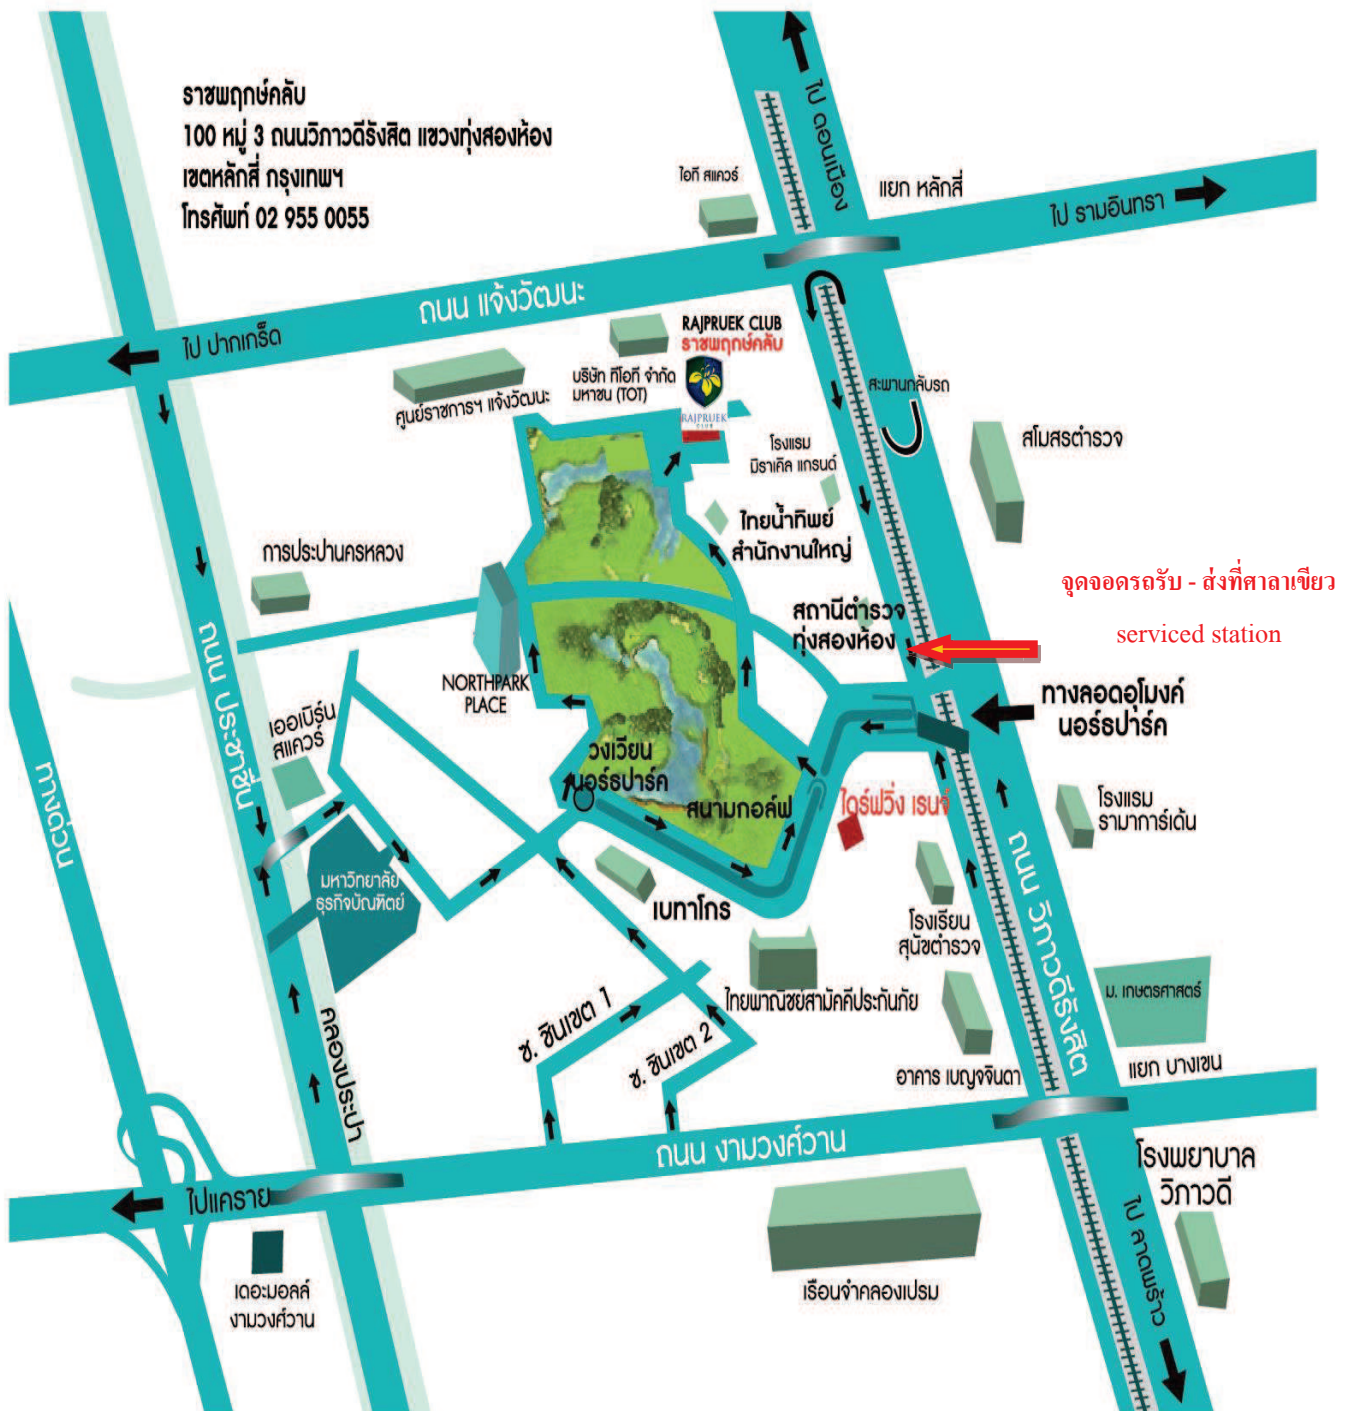 ราชพฤกษ์คลับ
100 หมู่ 3 ถนนวิภาวดีรังสิต แขวงทุ่งสองห้อง
เขตหลักสี่ กรุงเทพฯ
โทรศัพท์ 02 955 0055
ไป ดอนเมือง
ไอที สแควร์
แยก หลักสี่
ไป รามอินทรา
ถนน แจ้งวัฒนะ
ไป ปากเกร็ด
RAJPRUEK CLUB
ราชพฤกษ์คลับ
RAJPRUEK
CLUB
บริษัท ทีโอที จำกัด
มหาชน (TOT)
ศูนย์ราชการฯ แจ้งวัฒนะ
สะพานกลับรถ
สโมสรตำรวจ
โรงแรม
มิราเคิล แกรนด์
ไทยน้ำทิพย์
สำนักงานใหญ่
การประปานครหลวง
จุดจอดรถรับ - ส่งที่ศาลาเขียว
serviced station
สถานีตำรวจ
ทุ่งสองห้อง
NORTHPARK
PLACE
ทางลอดอุโมงค์
นอร์ธปาร์ค
ถนน ประชาชื่น
เออเบิร์น
สแควร์
ทางด่วน
วงเวียน
นอร์ธปาร์ค
สนามกอล์ฟ
ไดร์ฟวิ่ง เรนจ์
โรงแรม
รามาการ์เด้น
ถนน วิภาวดีรังสิต
มหาวิทยาลัย
ธุรกิจบัณฑิตย์
เบทาโกร
โรงเรียน
สุนัขตำรวจ
ไทยพาณิชย์สามัคคีประกันภัย
ม. เกษตรศาสตร์
คลองประปา
ซ. ชินเขต 1
ซ. ชินเขต 2
อาคาร เบญจจินดา
แยก บางเขน
ถนน งามวงศ์วาน
โรงพยาบาล
วิภาวดี
ไปแคราย
ไป ลาดพร้าว
เดอะมอลล์
งามวงศ์วาน
เรือนจำคลองเปรม